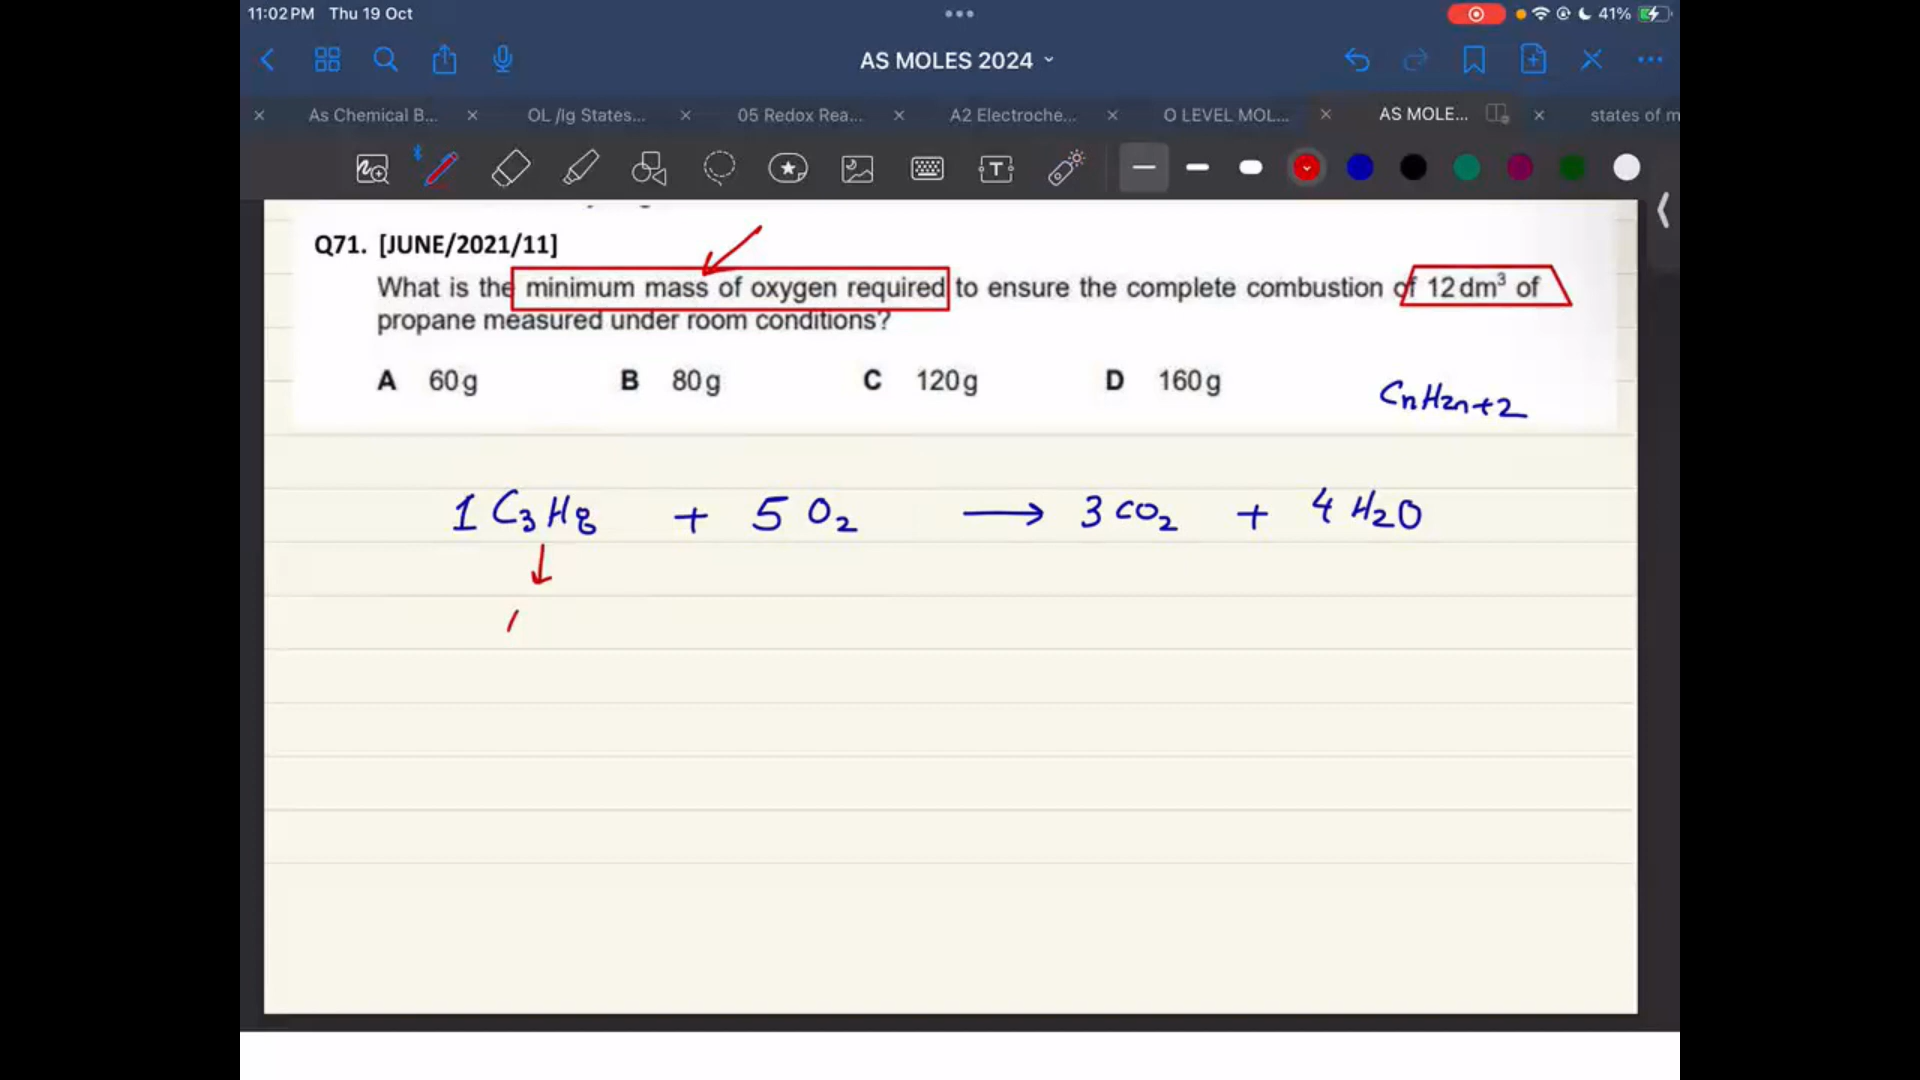 11:02 PM Thu 19 Oct
41%
AS MOLES 2024
As Chemical B... OL /Ig States... 05 Redox Rea... A2 Electroche... O LEVEL MOL... AS MOLE... states of m
Q71. [JUNE/2021/11]
What is the minimum mass of oxygen required to ensure the complete combustion of 12 dm³ of
propane measured under room conditions?
A 60 g B 80 g C 120 g D 160 g
CnH2n+2
1 C₃H₈ + 5 O₂ → 3 CO₂ + 4 H₂O